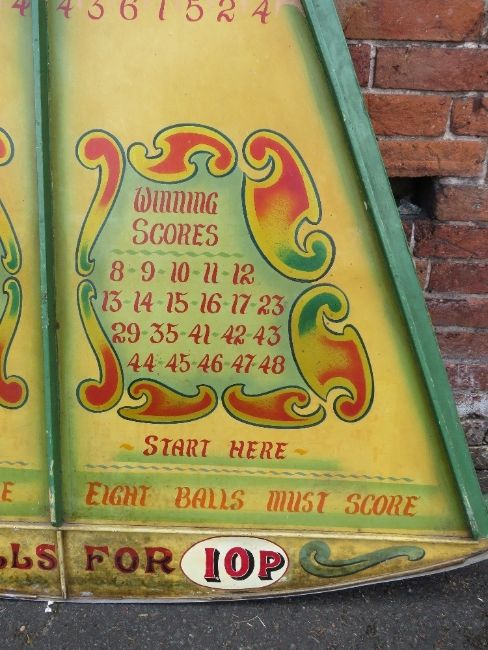 4 4 3 6 1 5 2 4
WINNING
SCORES
8 - 9 - 10 - 11 - 12
13 - 14 - 15 - 16 - 17 - 23
29 - 35 - 41 - 42 - 43
44 - 45 - 46 - 47 - 48
~ START HERE ~
E EIGHT BALLS MUST SCORE
LLS FOR 10P